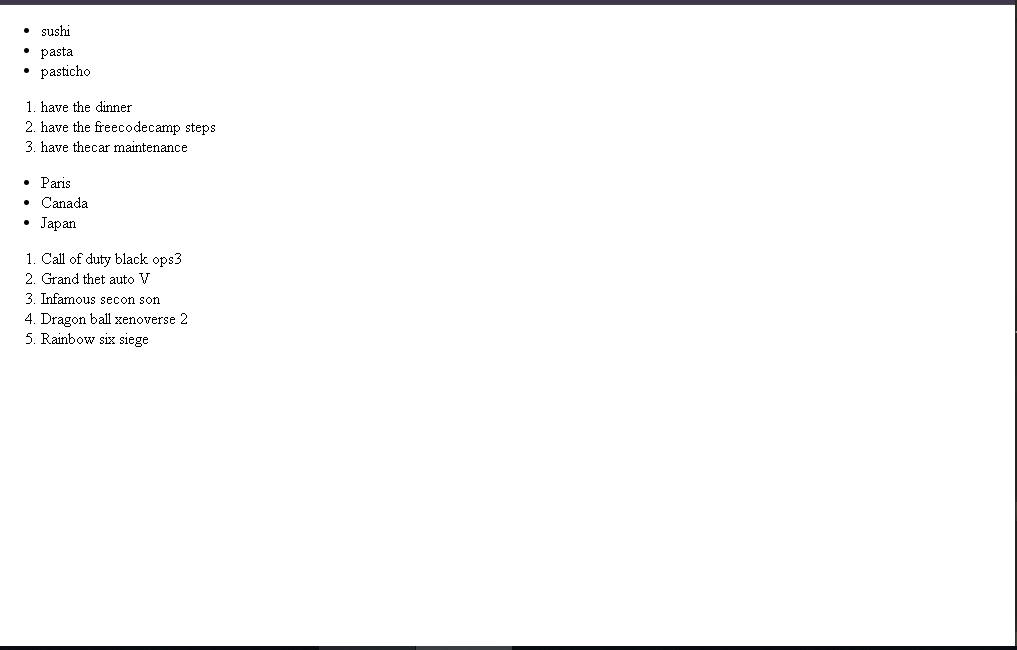 • sushi
• pasta
• pasticho
1. have the dinner
2. have the freecodecamp steps
3. have thecar maintenance
• Paris
• Canada
• Japan
1. Call of duty black ops3
2. Grand thet auto V
3. Infamous secon son
4. Dragon ball xenoverse 2
5. Rainbow six siege